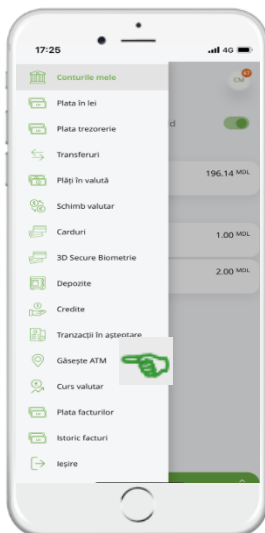 17:25
4G
Conturile mele
CM
Plata în lei
Plata trezorerie
d
Transferuri
196.14 MDL
Plăți în valută
Schimb valutar
Carduri
1.00 MDL
3D Secure Biometrie
2.00 MDL
Depozite
Credite
Tranzacții în așteptare
Găsește ATM
Curs valutar
Plata facturilor
Istoric facturi
Ieșire